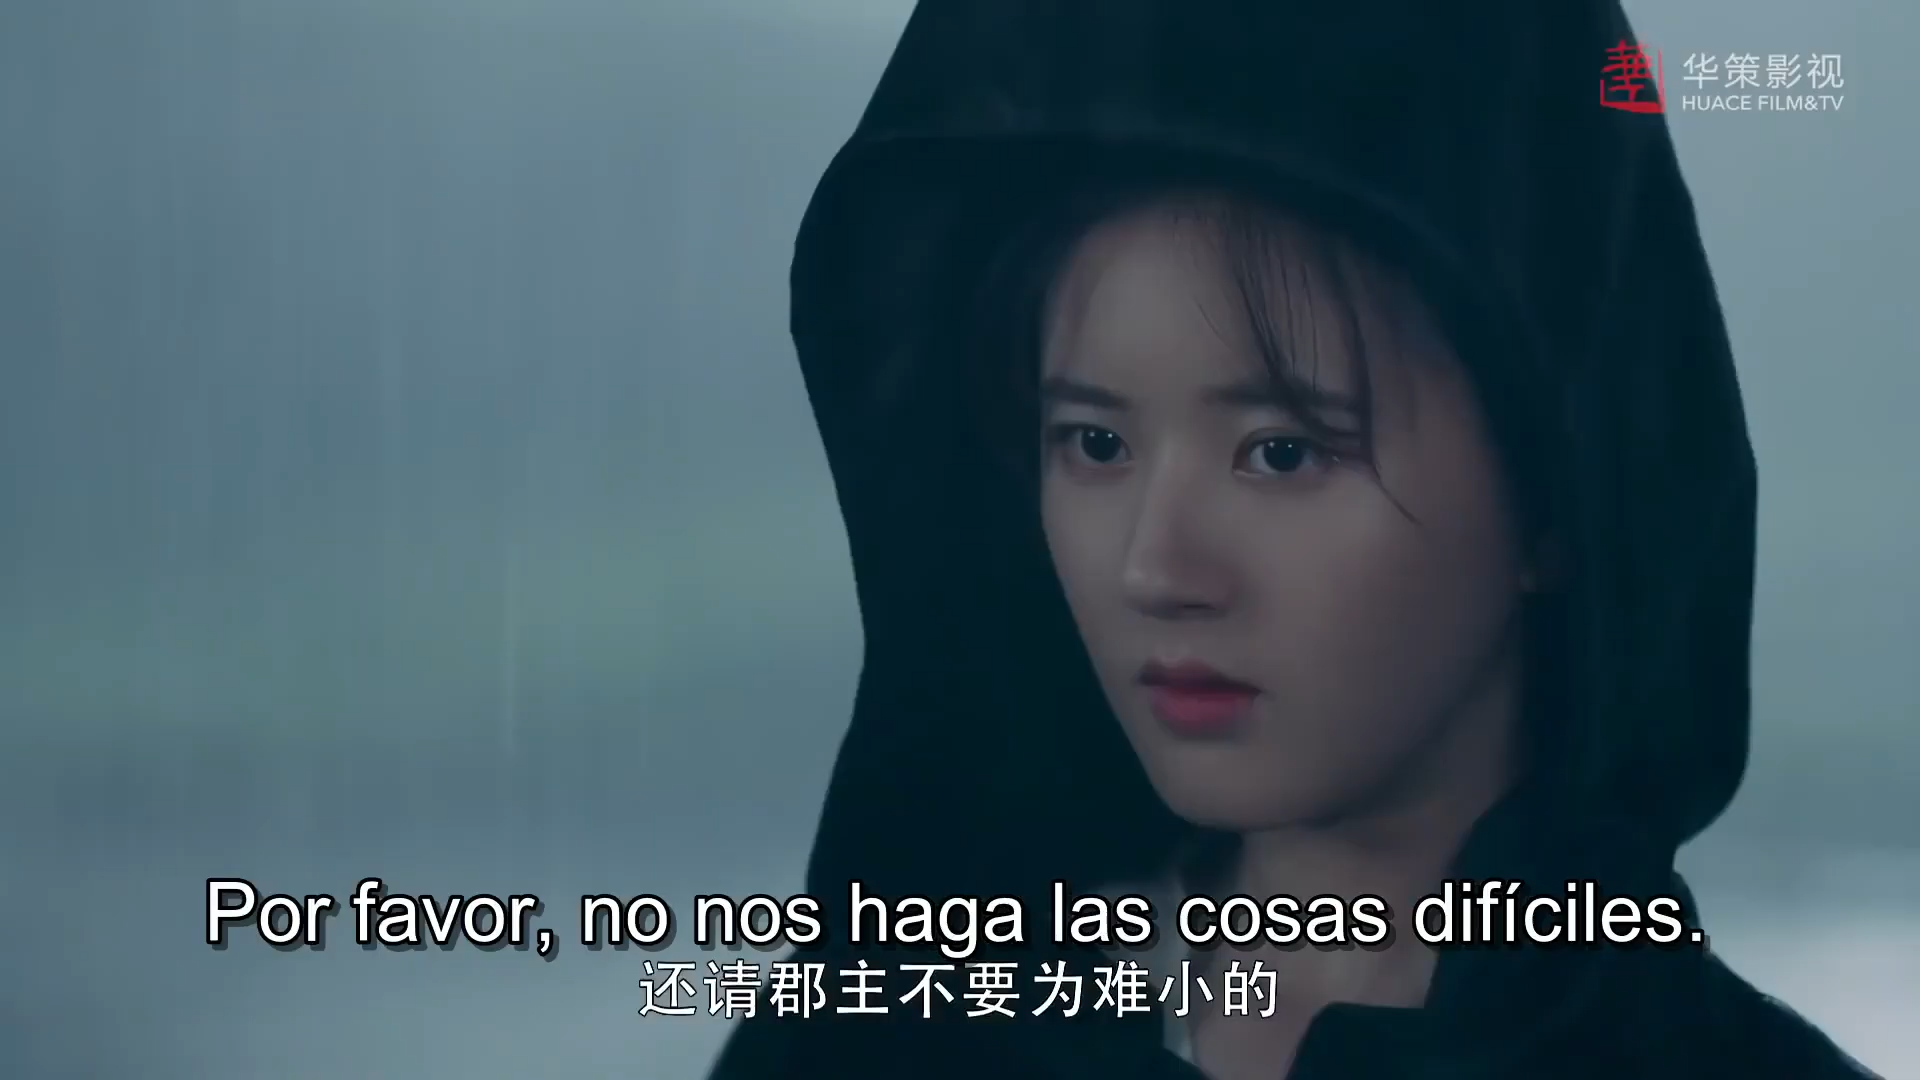 华策影视
HUACE FILM&TV
Por favor, no nos haga las cosas difíciles.
还请郡主不要为难小的